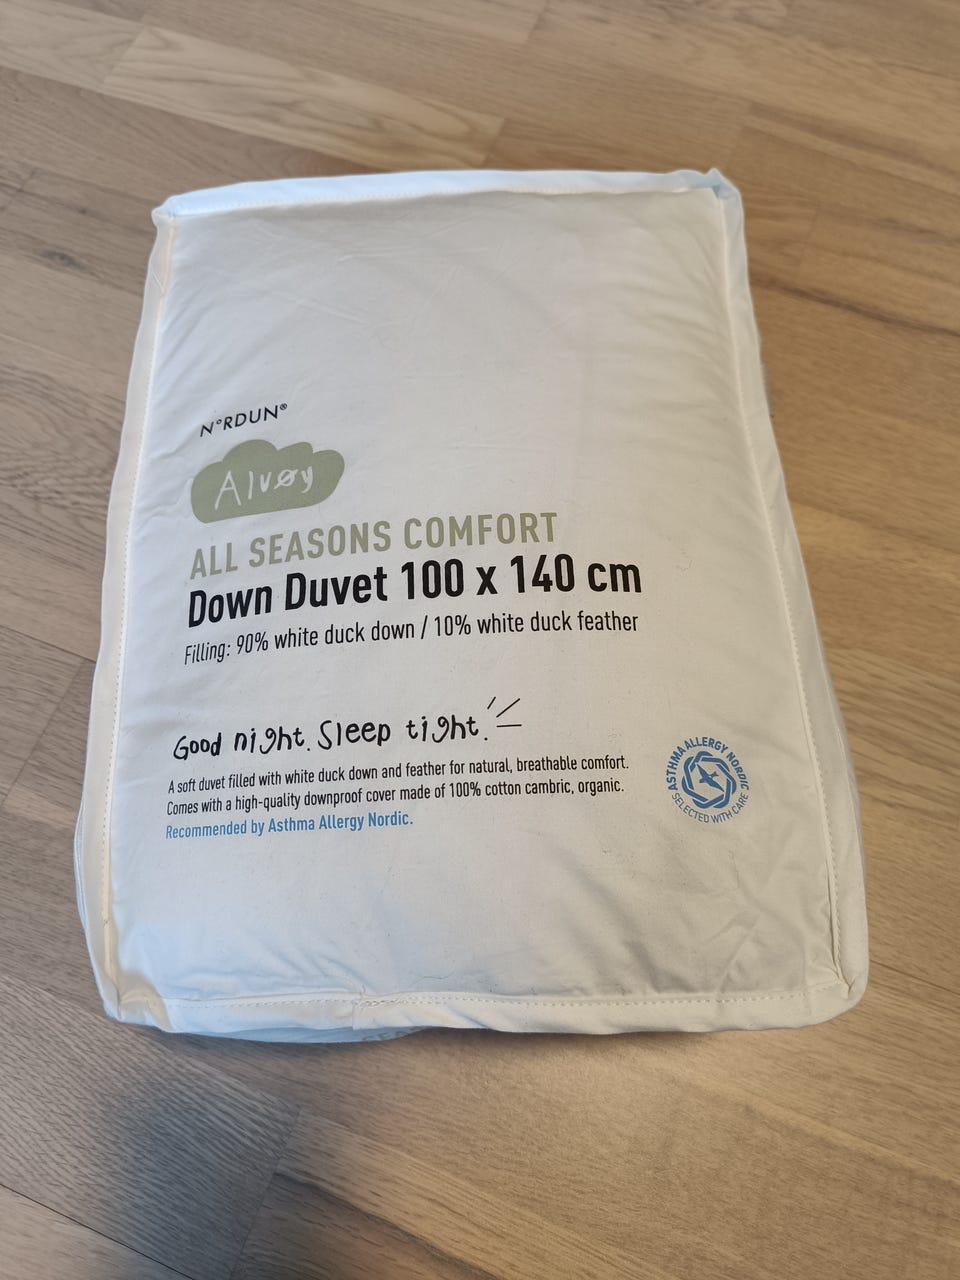 N°RDUN®
Alvøy
ALL SEASONS COMFORT
Down Duvet 100 x 140 cm
Filling: 90% white duck down / 10% white duck feather
Good night. Sleep tight.
A soft duvet filled with white duck down and feather for natural, breathable comfort.
Comes with a high-quality downproof cover made of 100% cotton cambric, organic.
Recommended by Asthma Allergy Nordic.
ASTHMA ALLERGY NORDIC
SELECTED WITH CARE